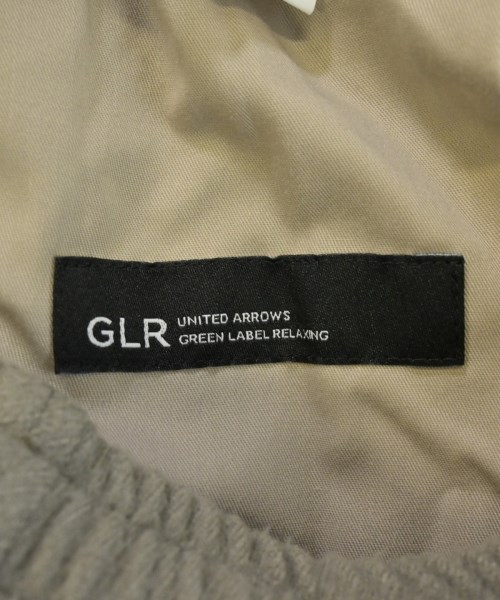 GLR
UNITED ARROWS
GREEN LABEL RELAXING